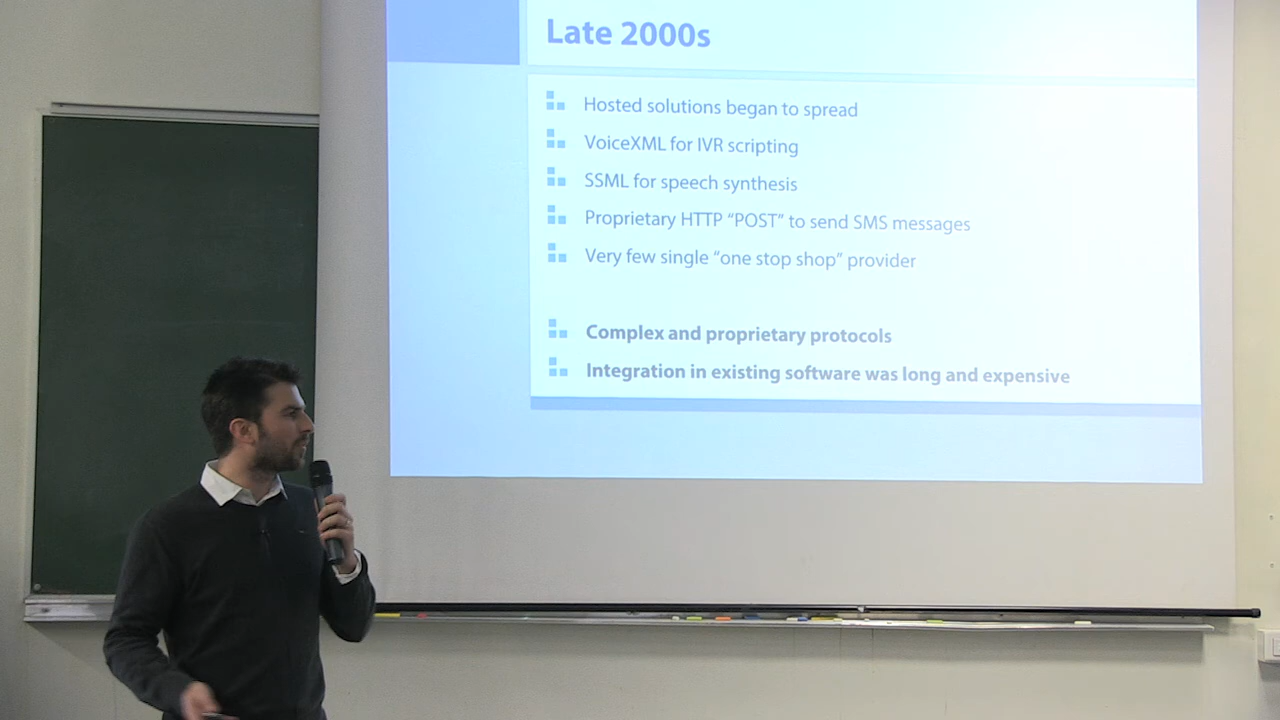 Late 2000s
Hosted solutions began to spread
VoiceXML for IVR scripting
SSML for speech synthesis
Proprietary HTTP “POST” to send SMS messages
Very few single “one stop shop” provider
Complex and proprietary protocols
Integration in existing software was long and expensive